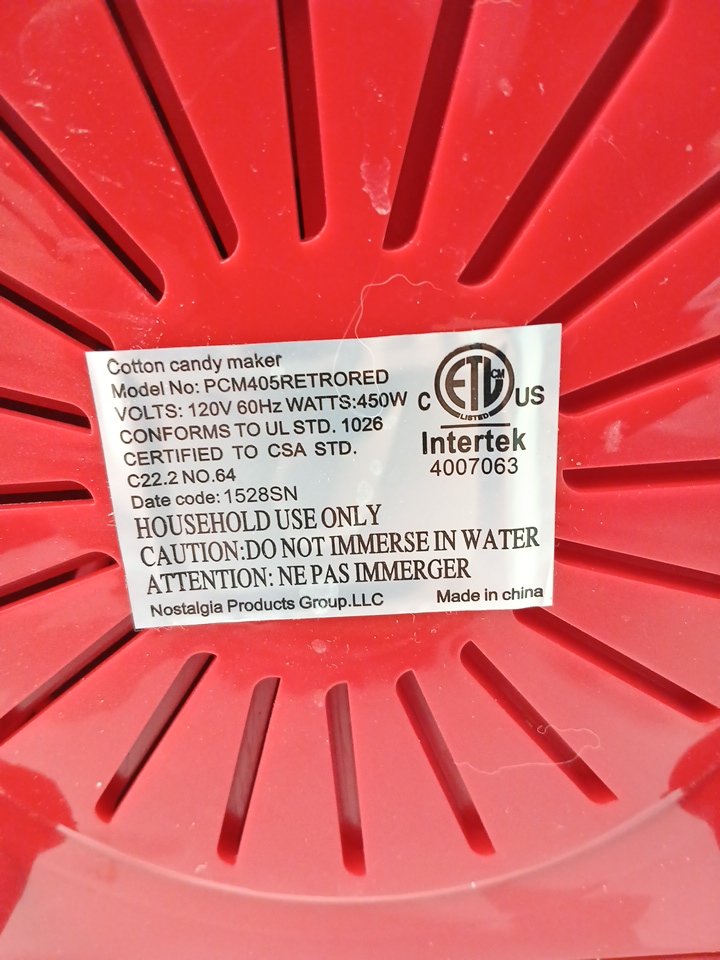 Cotton candy maker
Model No: PCM405RETRORED
VOLTS: 120V 60Hz WATTS:450W
CONFORMS TO UL STD. 1026
CERTIFIED TO CSA STD.
C22.2 NO.64
Date code: 1528SN
C ETL CM US
LISTED
Intertek
4007063
HOUSEHOLD USE ONLY
CAUTION:DO NOT IMMERSE IN WATER
ATTENTION: NE PAS IMMERGER
Nostalgia Products Group.LLC Made in china